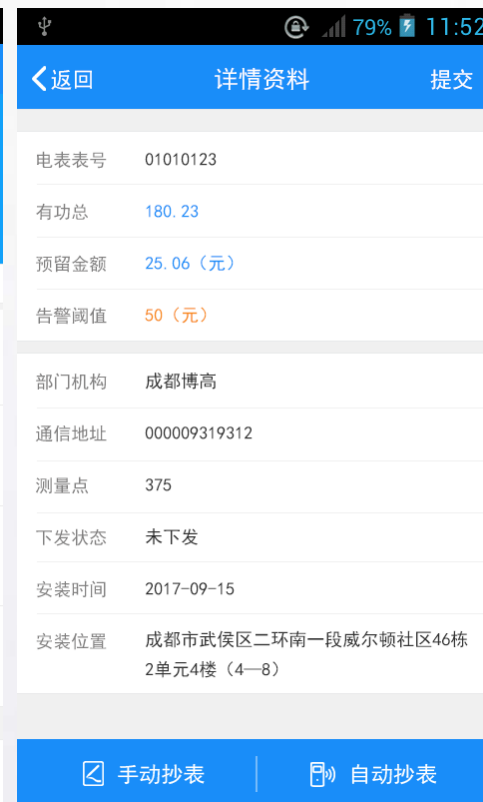 79% 11:52
返回 详情资料 提交
电表表号 01010123
有功总 180.23
预留金额 25.06（元）
告警阈值 50（元）
部门机构 成都博高
通信地址 000009319312
测量点 375
下发状态 未下发
安装时间 2017-09-15
安装位置 成都市武侯区二环南一段威尔顿社区46栋
2单元4楼（4—8）
手动抄表 自动抄表